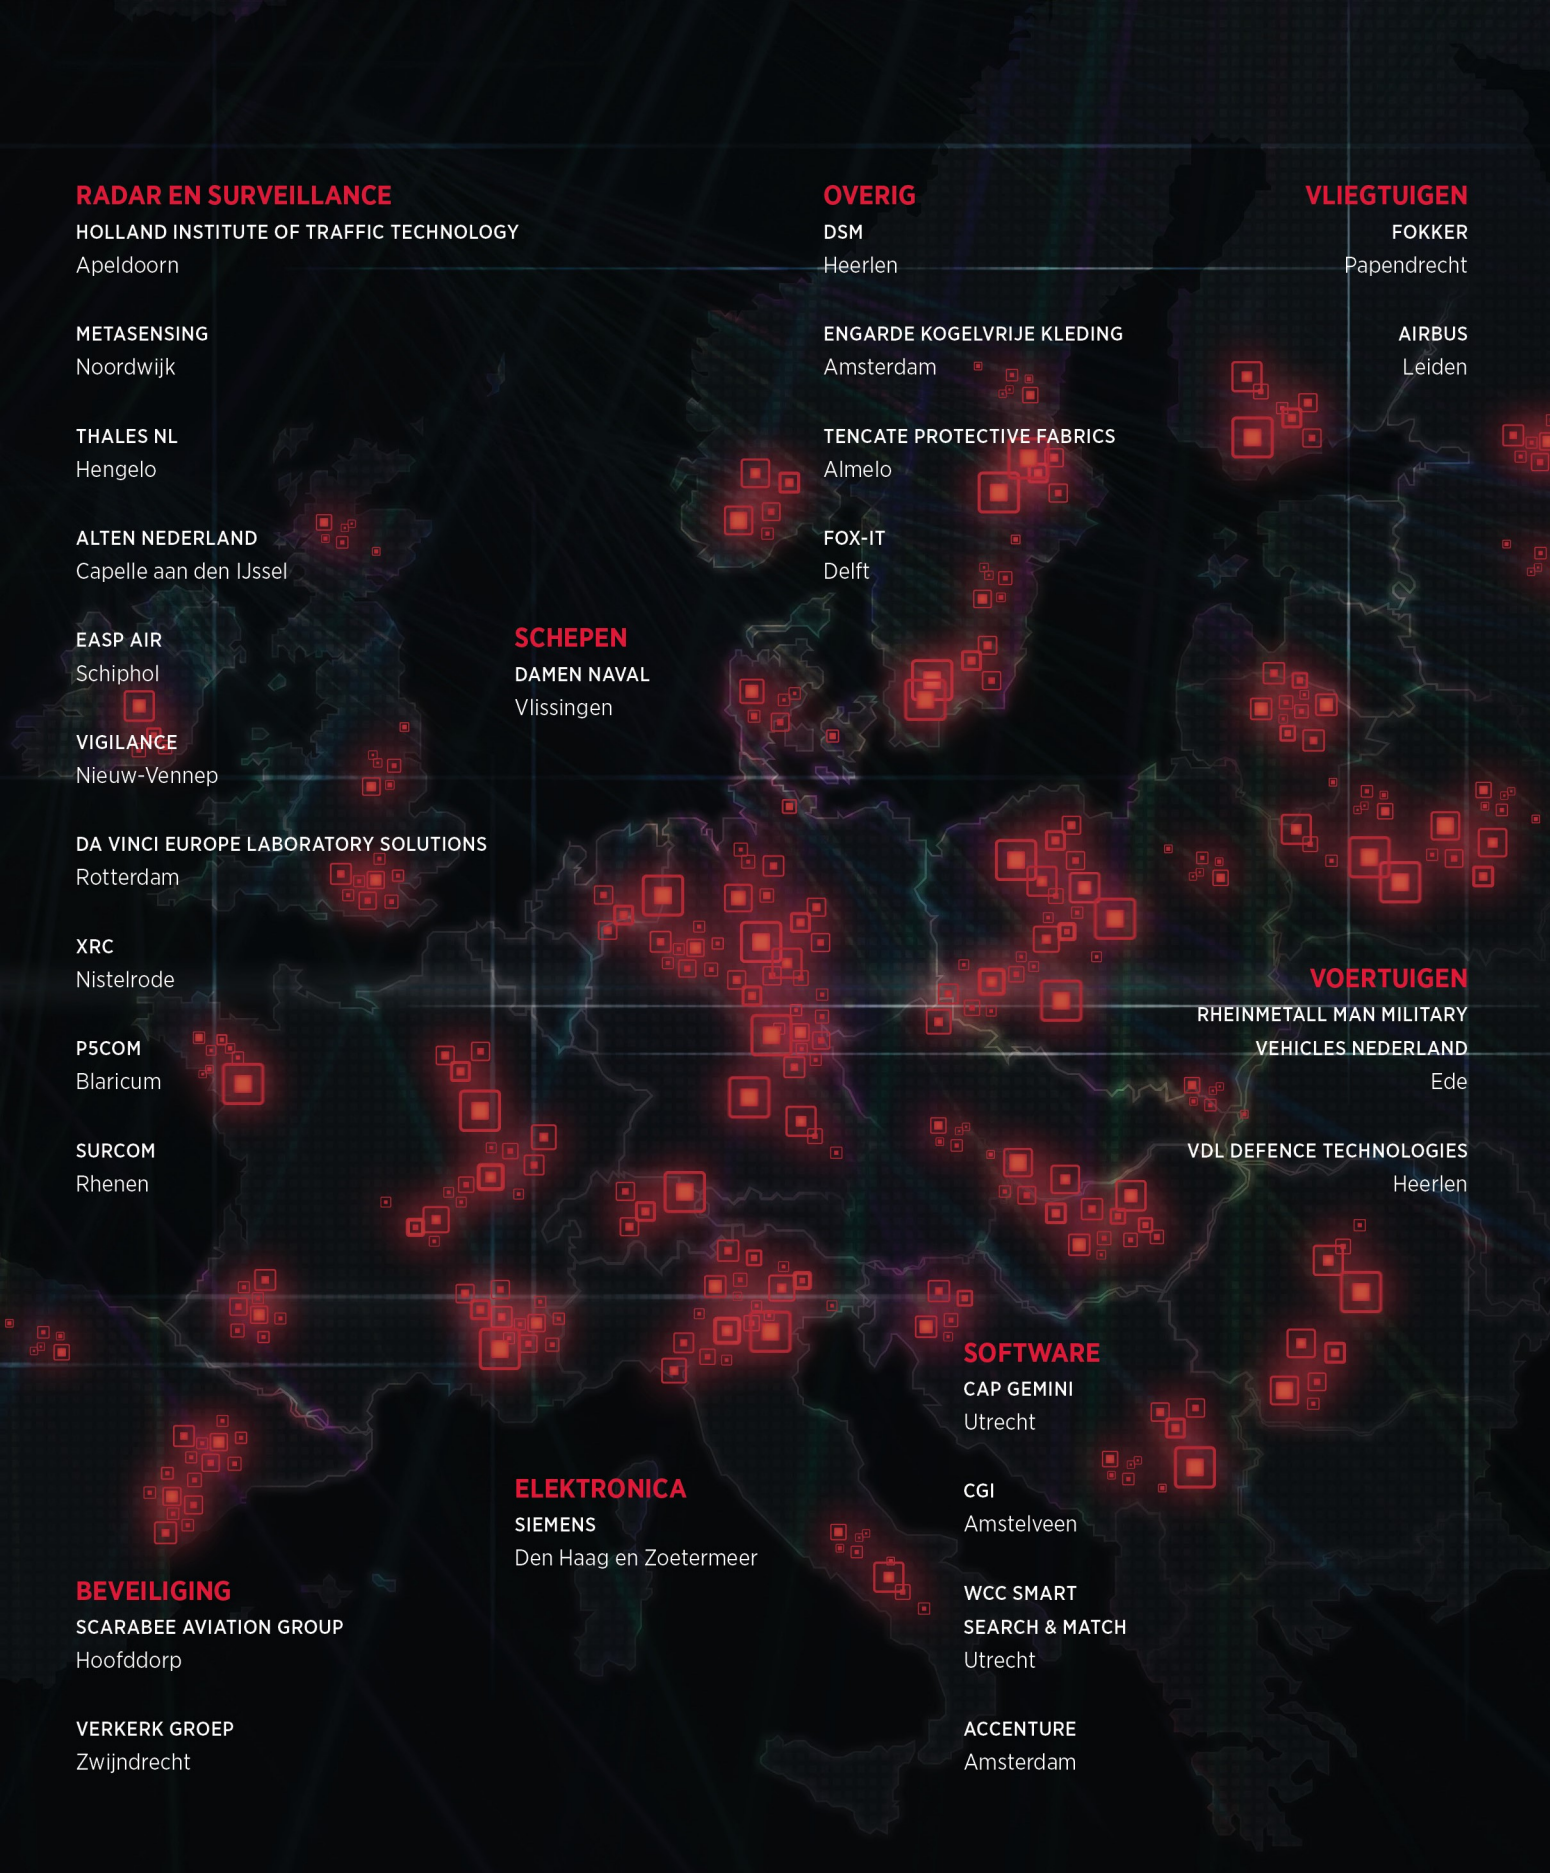 RADAR EN SURVEILLANCE
HOLLAND INSTITUTE OF TRAFFIC TECHNOLOGY
Apeldoorn
METASENSING
Noordwijk
THALES NL
Hengelo
ALTEN NEDERLAND
Capelle aan den IJssel
EASP AIR
Schiphol
VIGILANCE
Nieuw-Vennep
DA VINCI EUROPE LABORATORY SOLUTIONS
Rotterdam
XRC
Nistelrode
P5COM
Blaricum
SURCOM
Rhenen
BEVEILIGING
SCARABEE AVIATION GROUP
Hoofddorp
VERKERK GROEP
Zwijndrecht
SCHEPEN
DAMEN NAVAL
Vlissingen
ELEKTRONICA
SIEMENS
Den Haag en Zoetermeer
OVERIG
DSM
Heerlen
ENGARDE KOGELVRIJE KLEDING
Amsterdam
TENCATE PROTECTIVE FABRICS
Almelo
FOX-IT
Delft
SOFTWARE
CAP GEMINI
Utrecht
CGI
Amstelveen
WCC SMART
SEARCH & MATCH
Utrecht
ACCENTURE
Amsterdam
VLIEGTUIGEN
FOKKER
Papendrecht
AIRBUS
Leiden
VOERTUIGEN
RHEINMETALL MAN MILITARY
VEHICLES NEDERLAND
Ede
VDL DEFENCE TECHNOLOGIES
Heerlen